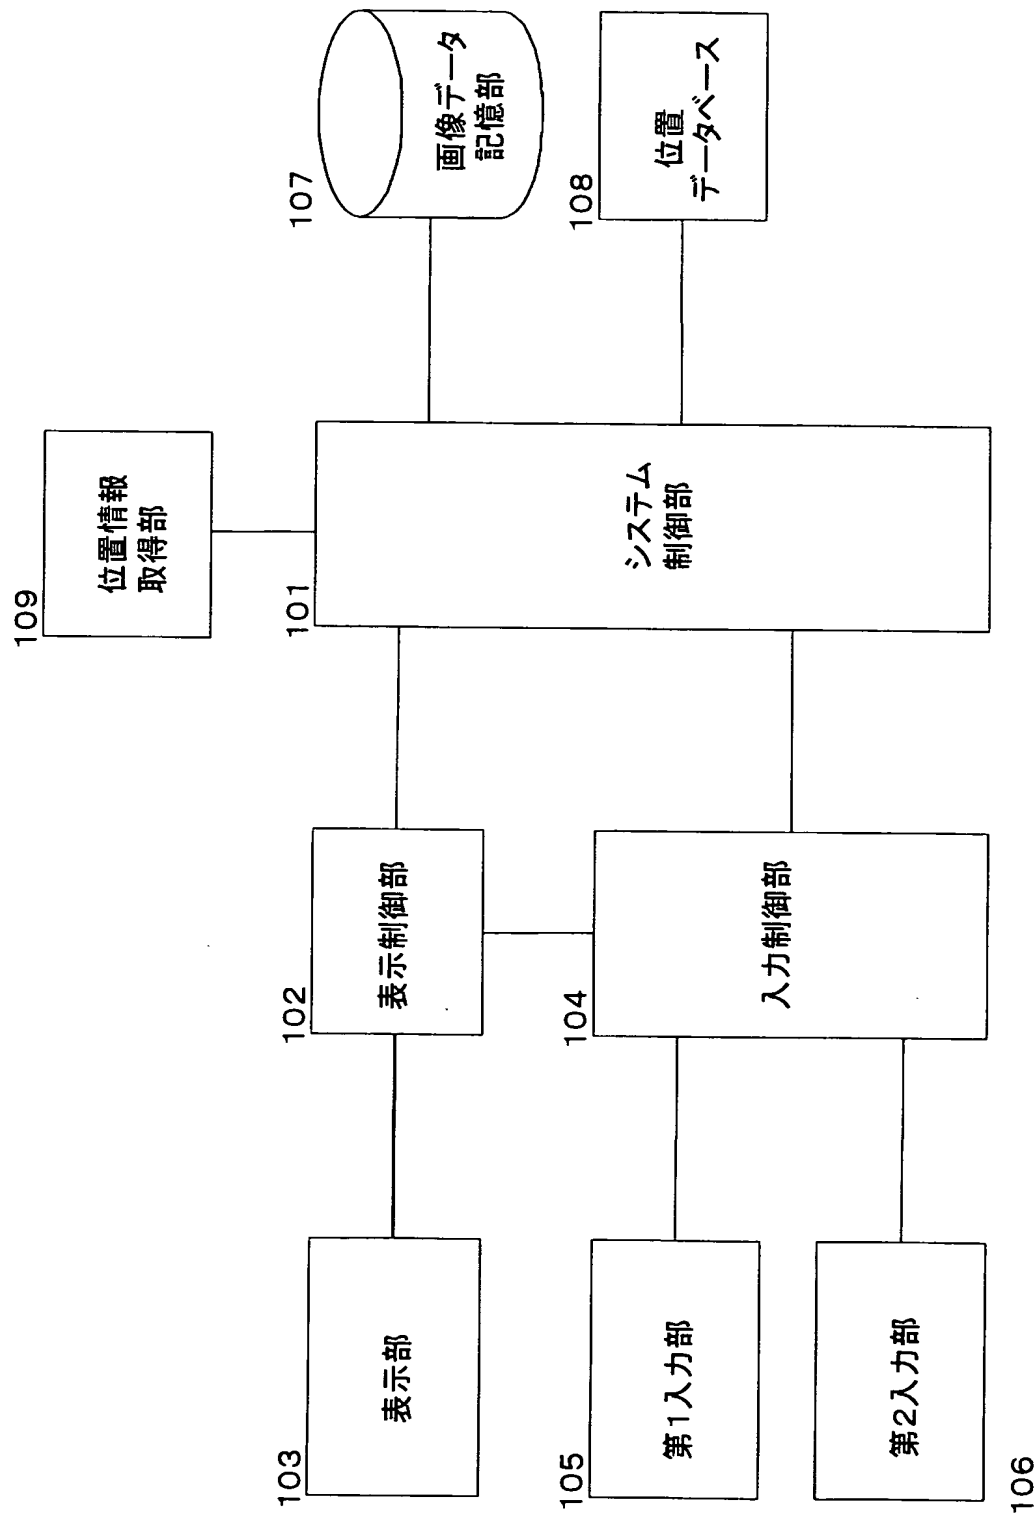 109
位置情報
取得部
103
表示部
102
表示制御部
101
システム
制御部
107
画像データ
記憶部
105
第1入力部
104
入力制御部
108
位置
データベース
第2入力部
106